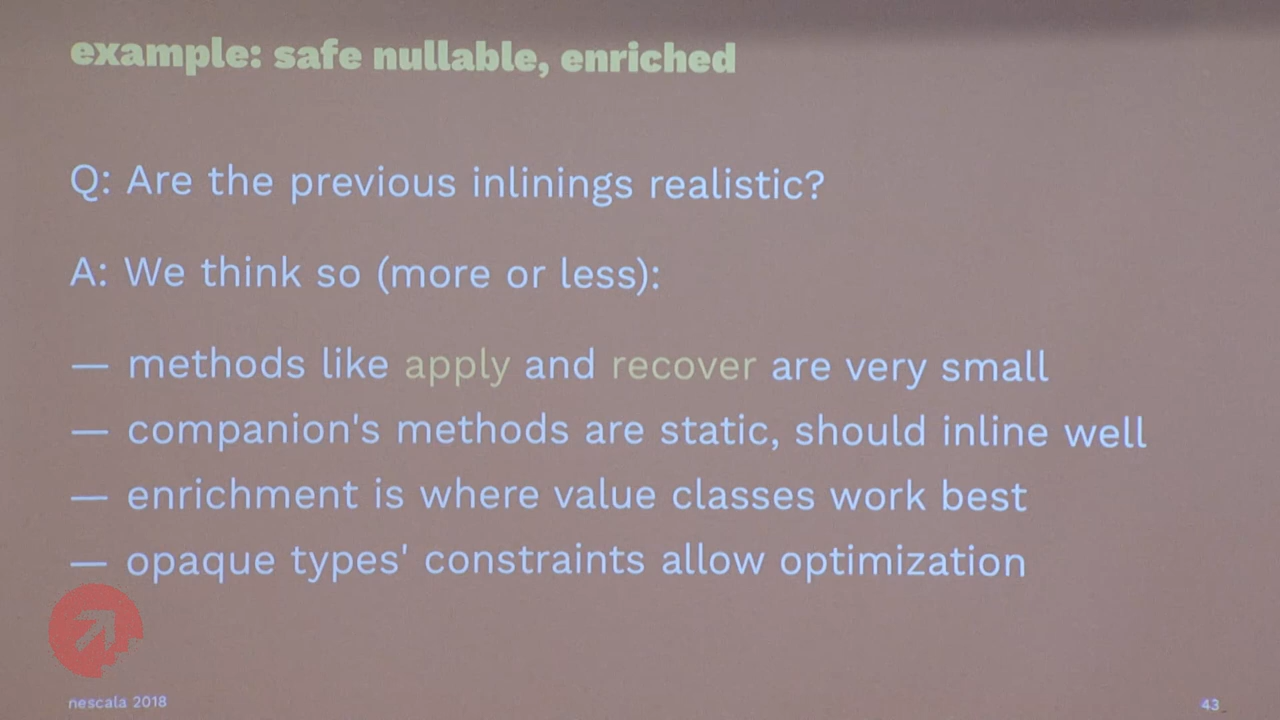 example: safe nullable, enriched
Q: Are the previous inlinings realistic?
A: We think so (more or less):
— methods like apply and recover are very small
— companion's methods are static, should inline well
— enrichment is where value classes work best
— opaque types' constraints allow optimization
nescala 2018
43